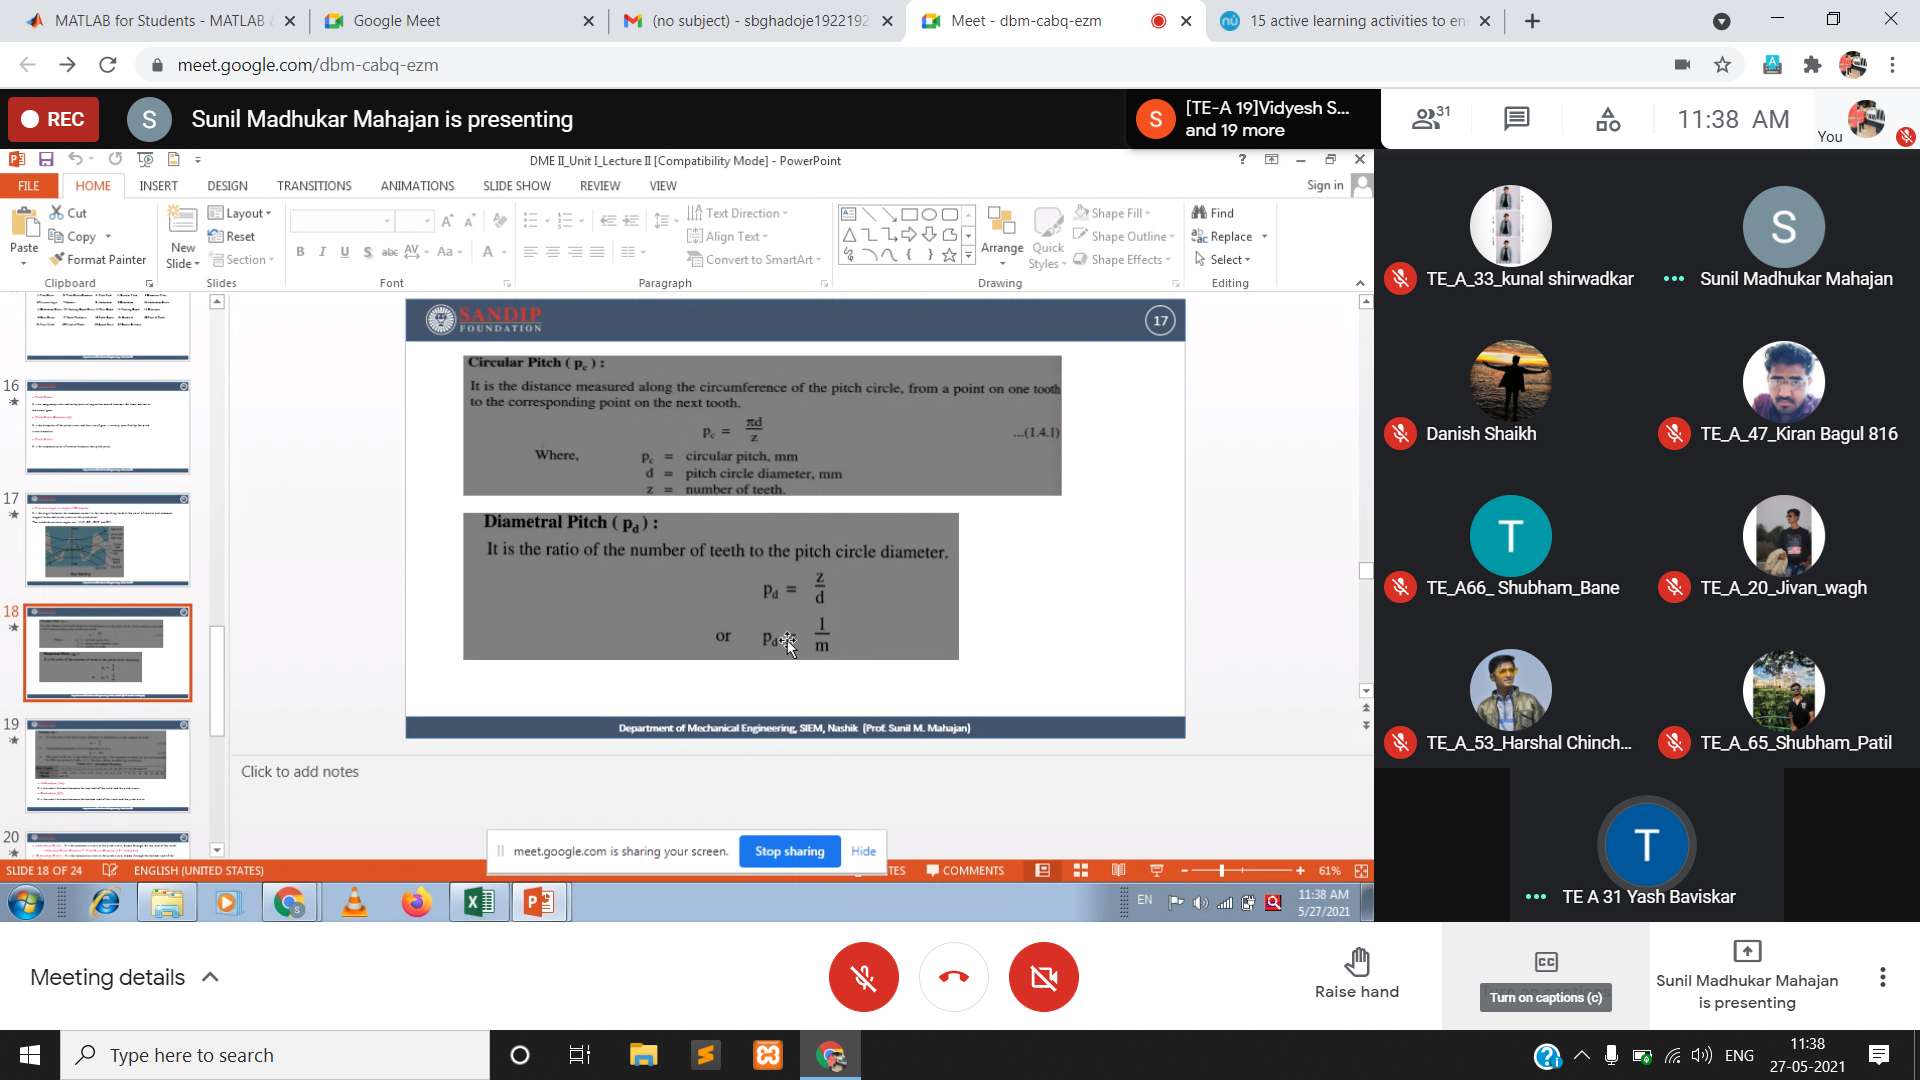 MATLAB for Students - MATLAB &
Google Meet
(no subject) - sbghadoje1922192
Meet - dbm-cabq-ezm
15 active learning activities to en
meet.google.com/dbm-cabq-ezm
REC
S
Sunil Madhukar Mahajan is presenting
S
[TE-A 19]Vidyesh S...
and 19 more
31
11:38 AM
You
DME II_Unit I_Lecture II [Compatibility Mode] - PowerPoint
FILE HOME INSERT DESIGN TRANSITIONS ANIMATIONS SLIDE SHOW REVIEW VIEW
Sign in
Paste
Cut
Copy
Format Painter
Clipboard
New Slide
Layout
Reset
Section
Slides
Font
Text Direction
Align Text
Convert to SmartArt
Paragraph
Arrange
Quick Styles
Shape Fill
Shape Outline
Shape Effects
Drawing
Find
Replace
Select
Editing
16
17
18
19
20
SANDIP
FOUNDATION
17
Circular Pitch ( pc ) :
It is the distance measured along the circumference of the pitch circle, from a point on one tooth
to the corresponding point on the next tooth.
pc = πd/z ...(1.4.1)
Where, pc = circular pitch, mm
d = pitch circle diameter, mm
z = number of teeth.
Diametral Pitch ( pd ) :
It is the ratio of the number of teeth to the pitch circle diameter.
pd = z/d
or pd = 1/m
Department of Mechanical Engineering, SIEM, Nashik (Prof. Sunil M. Mahajan)
Click to add notes
meet.google.com is sharing your screen.
Stop sharing
Hide
SLIDE 18 OF 24
ENGLISH (UNITED STATES)
TES
COMMENTS
61%
EN
11:38 AM
5/27/2021
TE_A_33_kunal shirwadkar
S
Sunil Madhukar Mahajan
Danish Shaikh
TE_A_47_Kiran Bagul 816
T
TE_A66_ Shubham_Bane
TE_A_20_Jivan_wagh
TE_A_53_Harshal Chinch...
TE_A_65_Shubham_Patil
T
TE A 31 Yash Baviskar
Meeting details
Raise hand
CC
Turn on captions (c)
Sunil Madhukar Mahajan
is presenting
Type here to search
ENG
11:38
27-05-2021